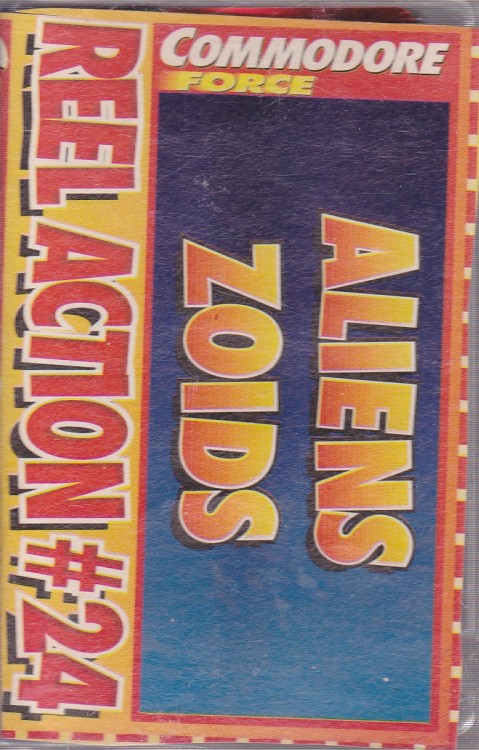 COMMODORE
FORCE
REEL ACTION #24
ALIENS
ZOIDS